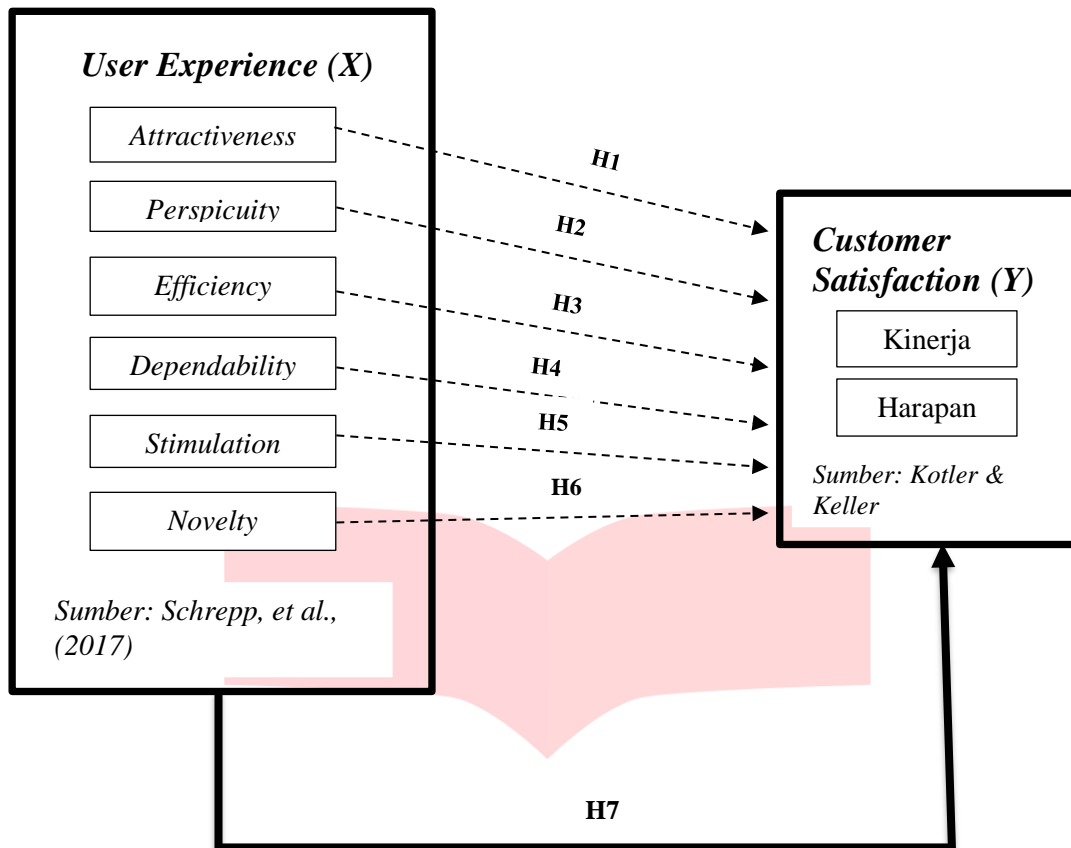 User Experience (X)
Attractiveness
Perspicuity
Efficiency
Dependability
Stimulation
Novelty
Sumber: Schrepp, et al.,
(2017)
H1
H2
H3
H4
H5
H6
Customer
Satisfaction (Y)
Kinerja
Harapan
Sumber: Kotler &
Keller
H7